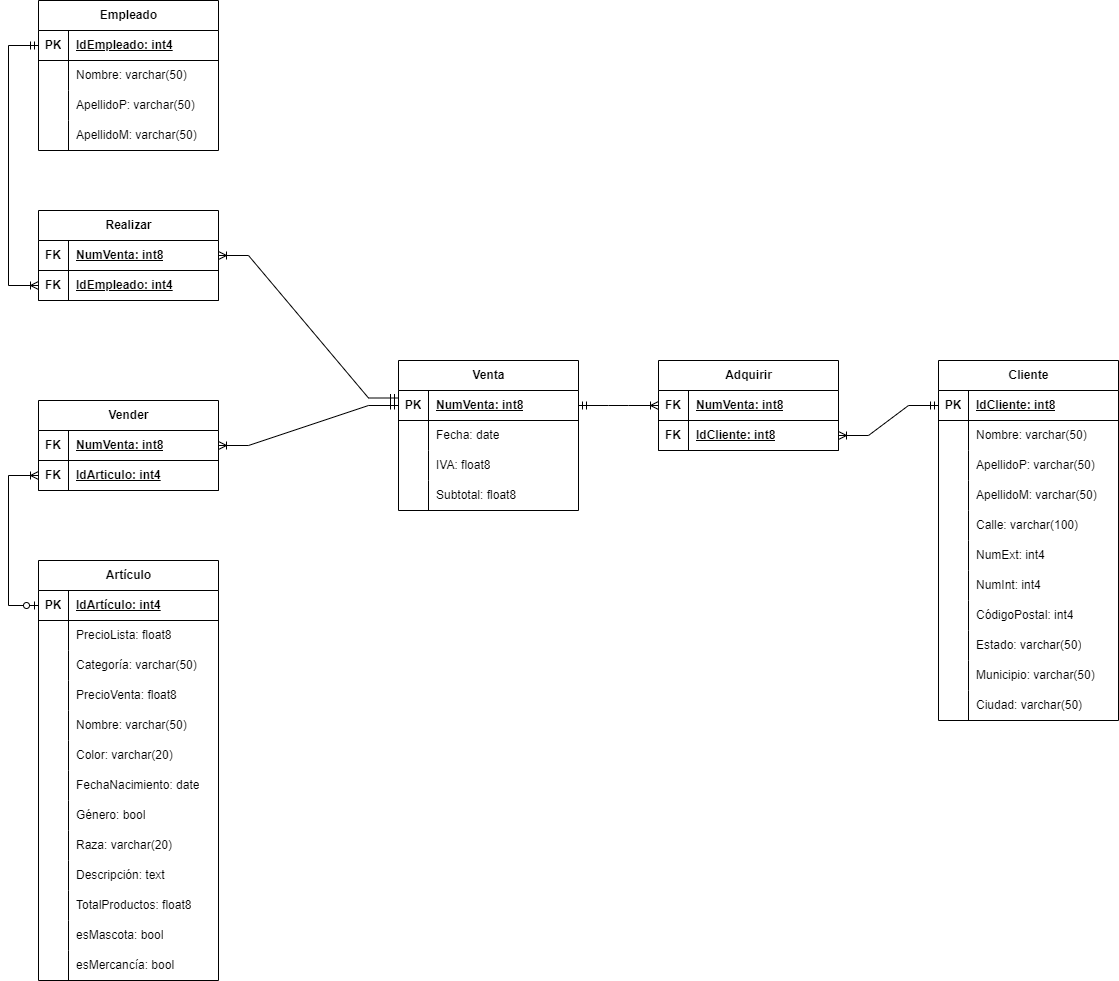 Empleado
PK IdEmpleado: int4
Nombre: varchar(50)
ApellidoP: varchar(50)
ApellidoM: varchar(50)
Realizar
FK NumVenta: int8
FK IdEmpleado: int4
Vender
FK NumVenta: int8
FK IdArticulo: int4
Artículo
PK IdArtículo: int4
PrecioLista: float8
Categoría: varchar(50)
PrecioVenta: float8
Nombre: varchar(50)
Color: varchar(20)
FechaNacimiento: date
Género: bool
Raza: varchar(20)
Descripción: text
TotalProductos: float8
esMascota: bool
esMercancía: bool
Venta
PK NumVenta: int8
Fecha: date
IVA: float8
Subtotal: float8
Adquirir
FK NumVenta: int8
FK IdCliente: int8
Cliente
PK IdCliente: int8
Nombre: varchar(50)
ApellidoP: varchar(50)
ApellidoM: varchar(50)
Calle: varchar(100)
NumExt: int4
NumInt: int4
CódigoPostal: int4
Estado: varchar(50)
Municipio: varchar(50)
Ciudad: varchar(50)